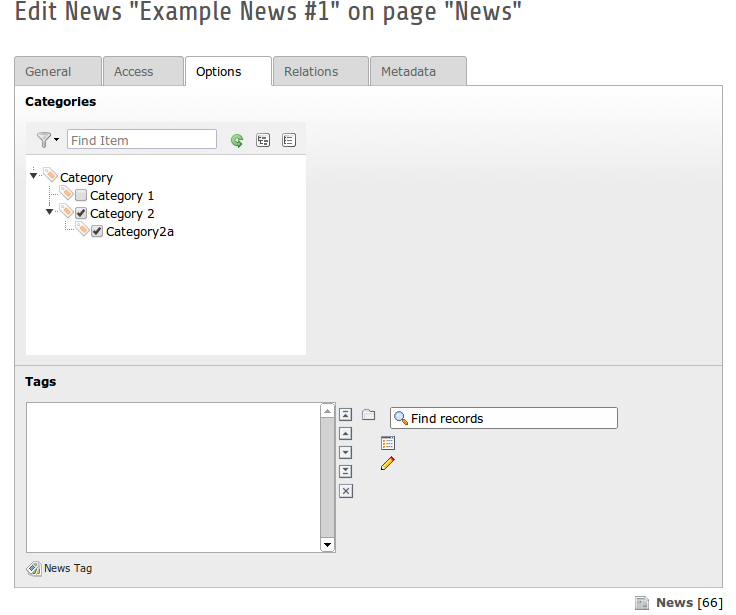 Edit News "Example News #1" on page "News"
General Access Options Relations Metadata
Categories
Find Item
Category
Category 1
Category 2
Category2a
Tags
Find records
News Tag
News [66]